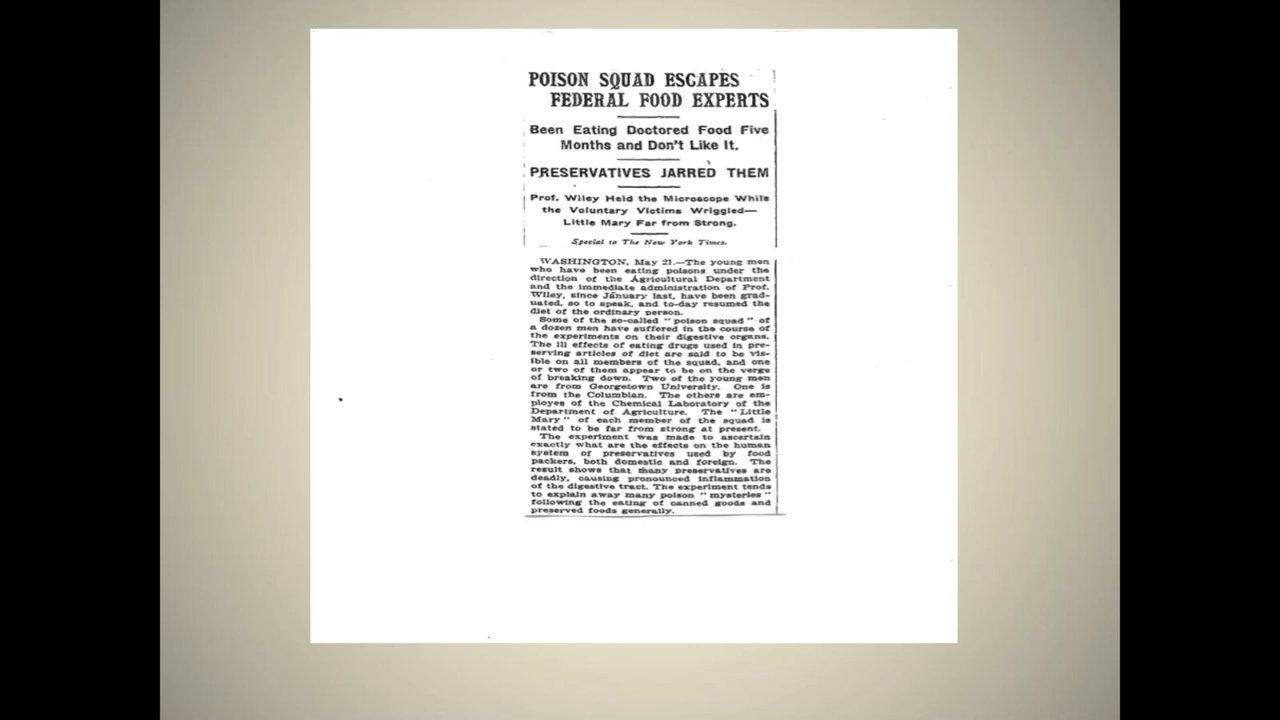 POISON SQUAD ESCAPES
FEDERAL FOOD EXPERTS
Been Eating Doctored Food Five
Months and Don't Like It.
PRESERVATIVES JARRED THEM
Prof. Wiley Held the Microscope While
the Voluntary Victims Wriggled—
Little Mary Far from Strong.
Special to The New York Times.
WASHINGTON, May 21.—The young men
who have been eating poisons under the
direction of the Agricultural Department
and the immediate administration of Prof.
Wiley, since January last, have been grad-
uated, so to speak, and to-day resumed the
diet of the ordinary person.
Some of the so-called "poison squad" of
a dozen men have suffered in the course of
the experiments on their digestive organs.
The ill effects of eating drugs used in pre-
serving articles of diet are said to be vis-
ible on all members of the squad, and one
or two of them appear to be on the verge
of breaking down. Two of the young men
are from Georgetown University. One is
from the Columbian. The others are em-
ployes of the Chemical Laboratory of the
Department of Agriculture. The "Little
Mary" of each member of the squad is
stated to be far from strong at present.
The experiment was made to ascertain
exactly what are the effects on the human
system of preservatives used by food
packers, both domestic and foreign. The
result shows that many preservatives are
deadly, causing pronounced inflammation
of the digestive tract. The experiment tends
to explain away many poison "mysteries"
following the eating of canned goods and
preserved foods generally.